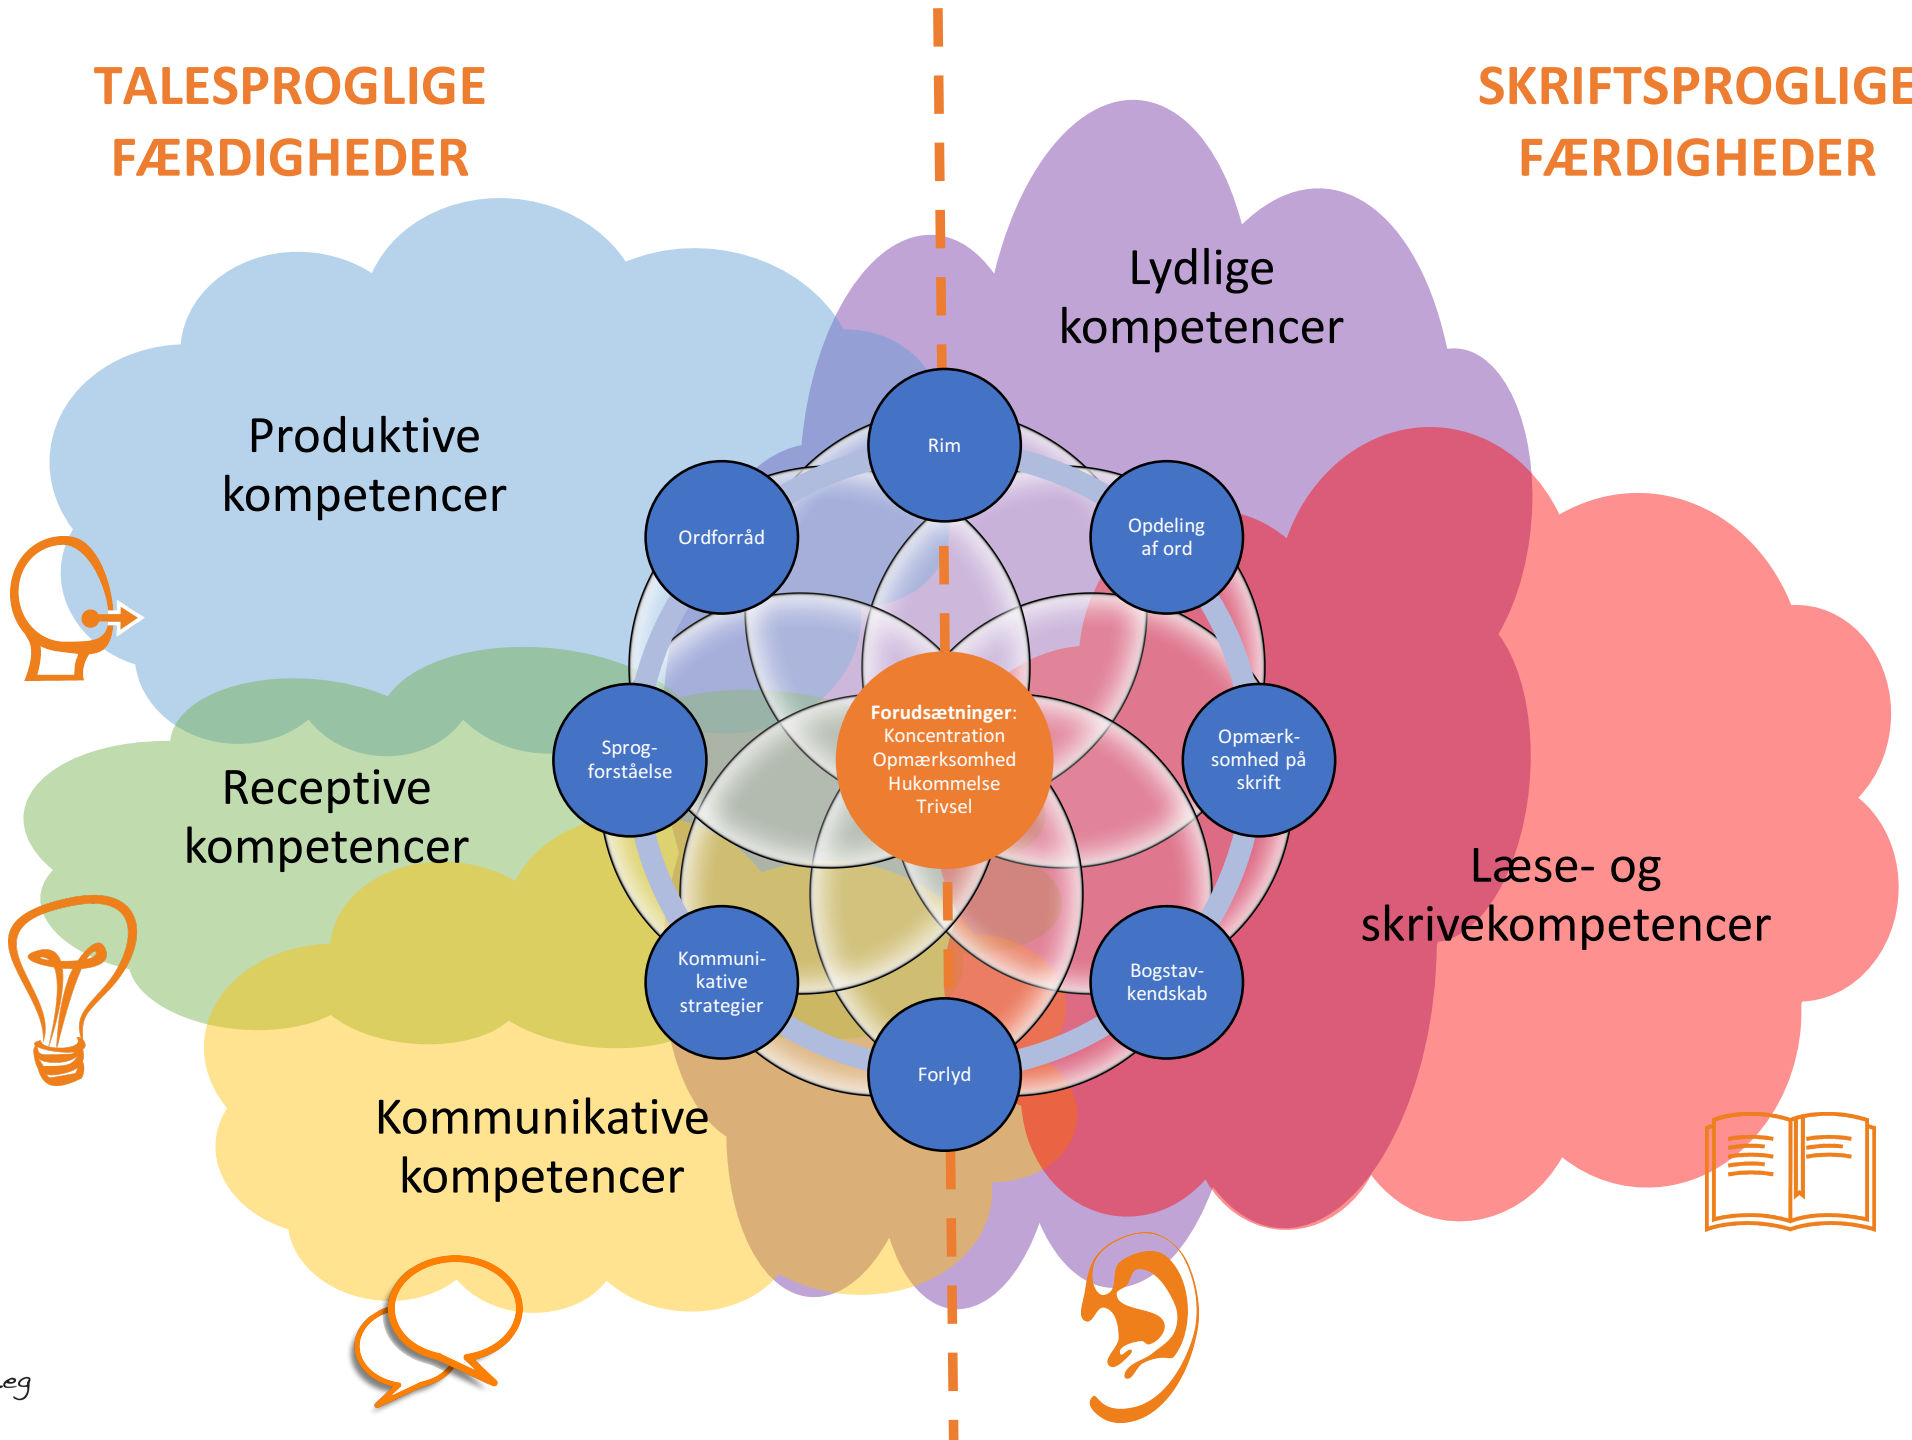 TALESPROGLIGE
FÆRDIGHEDER
SKRIFTSPROGLIGE
FÆRDIGHEDER
Lydlige
kompetencer
Produktive
kompetencer
Receptive
kompetencer
Kommunikative
kompetencer
Læse- og
skrivekompetencer
Rim
Opdeling
af ord
Opmærk-
somhed på
skrift
Bogstav-
kendskab
Forlyd
Kommuni-
kative
strategier
Sprog-
forståelse
Ordforråd
Forudsætninger:
Koncentration
Opmærksomhed
Hukommelse
Trivsel